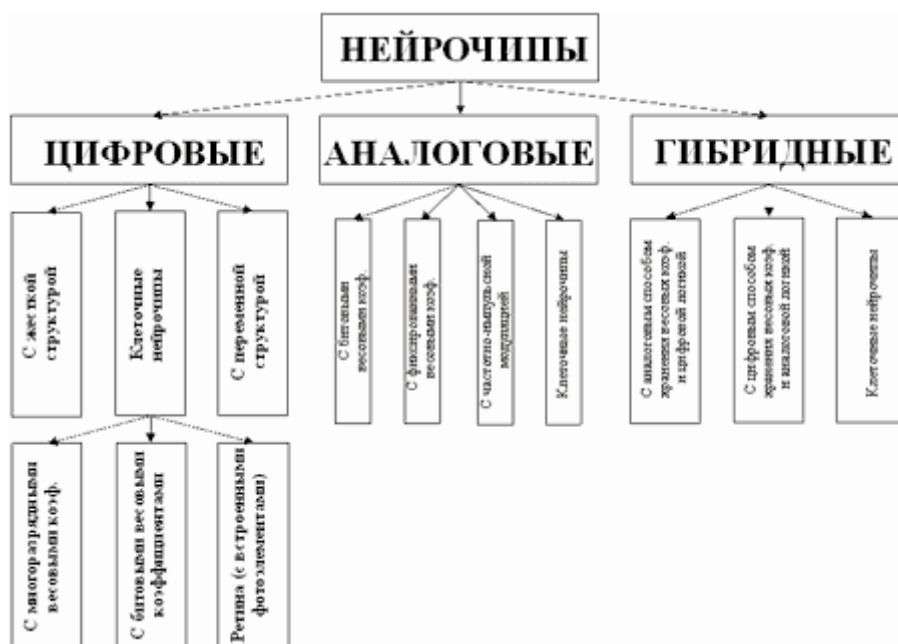 НЕЙРОЧИПЫ
ЦИФРОВЫЕ
АНАЛОГОВЫЕ
ГИБРИДНЫЕ
С жесткой
структурой
Клеточные
нейрочипы
С переменной
структурой
С битовыми
весовыми коэф.
С фиксированными
весовыми коэф.
С частотно-импульсной
модуляцией
Клеточные нейрочипы
С аналоговым способом
хранения весовых коэф.
и цифровой логикой
С цифровым способом
хранения весовых коэф.
и аналоговой логикой
Клеточные нейрочипы
С многоразрядными
весовыми коэф.
С битовыми весовыми
коэффициентами
Ретина (с встроенными
фотоэлементами)